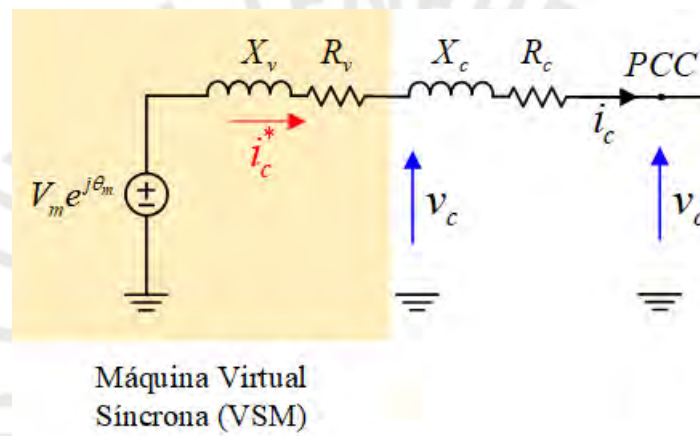 X_v R_v X_c R_c PCC
i_c^* i_c
V_m e^{jθ_m} + − v_c
Máquina Virtual
Síncrona (VSM)